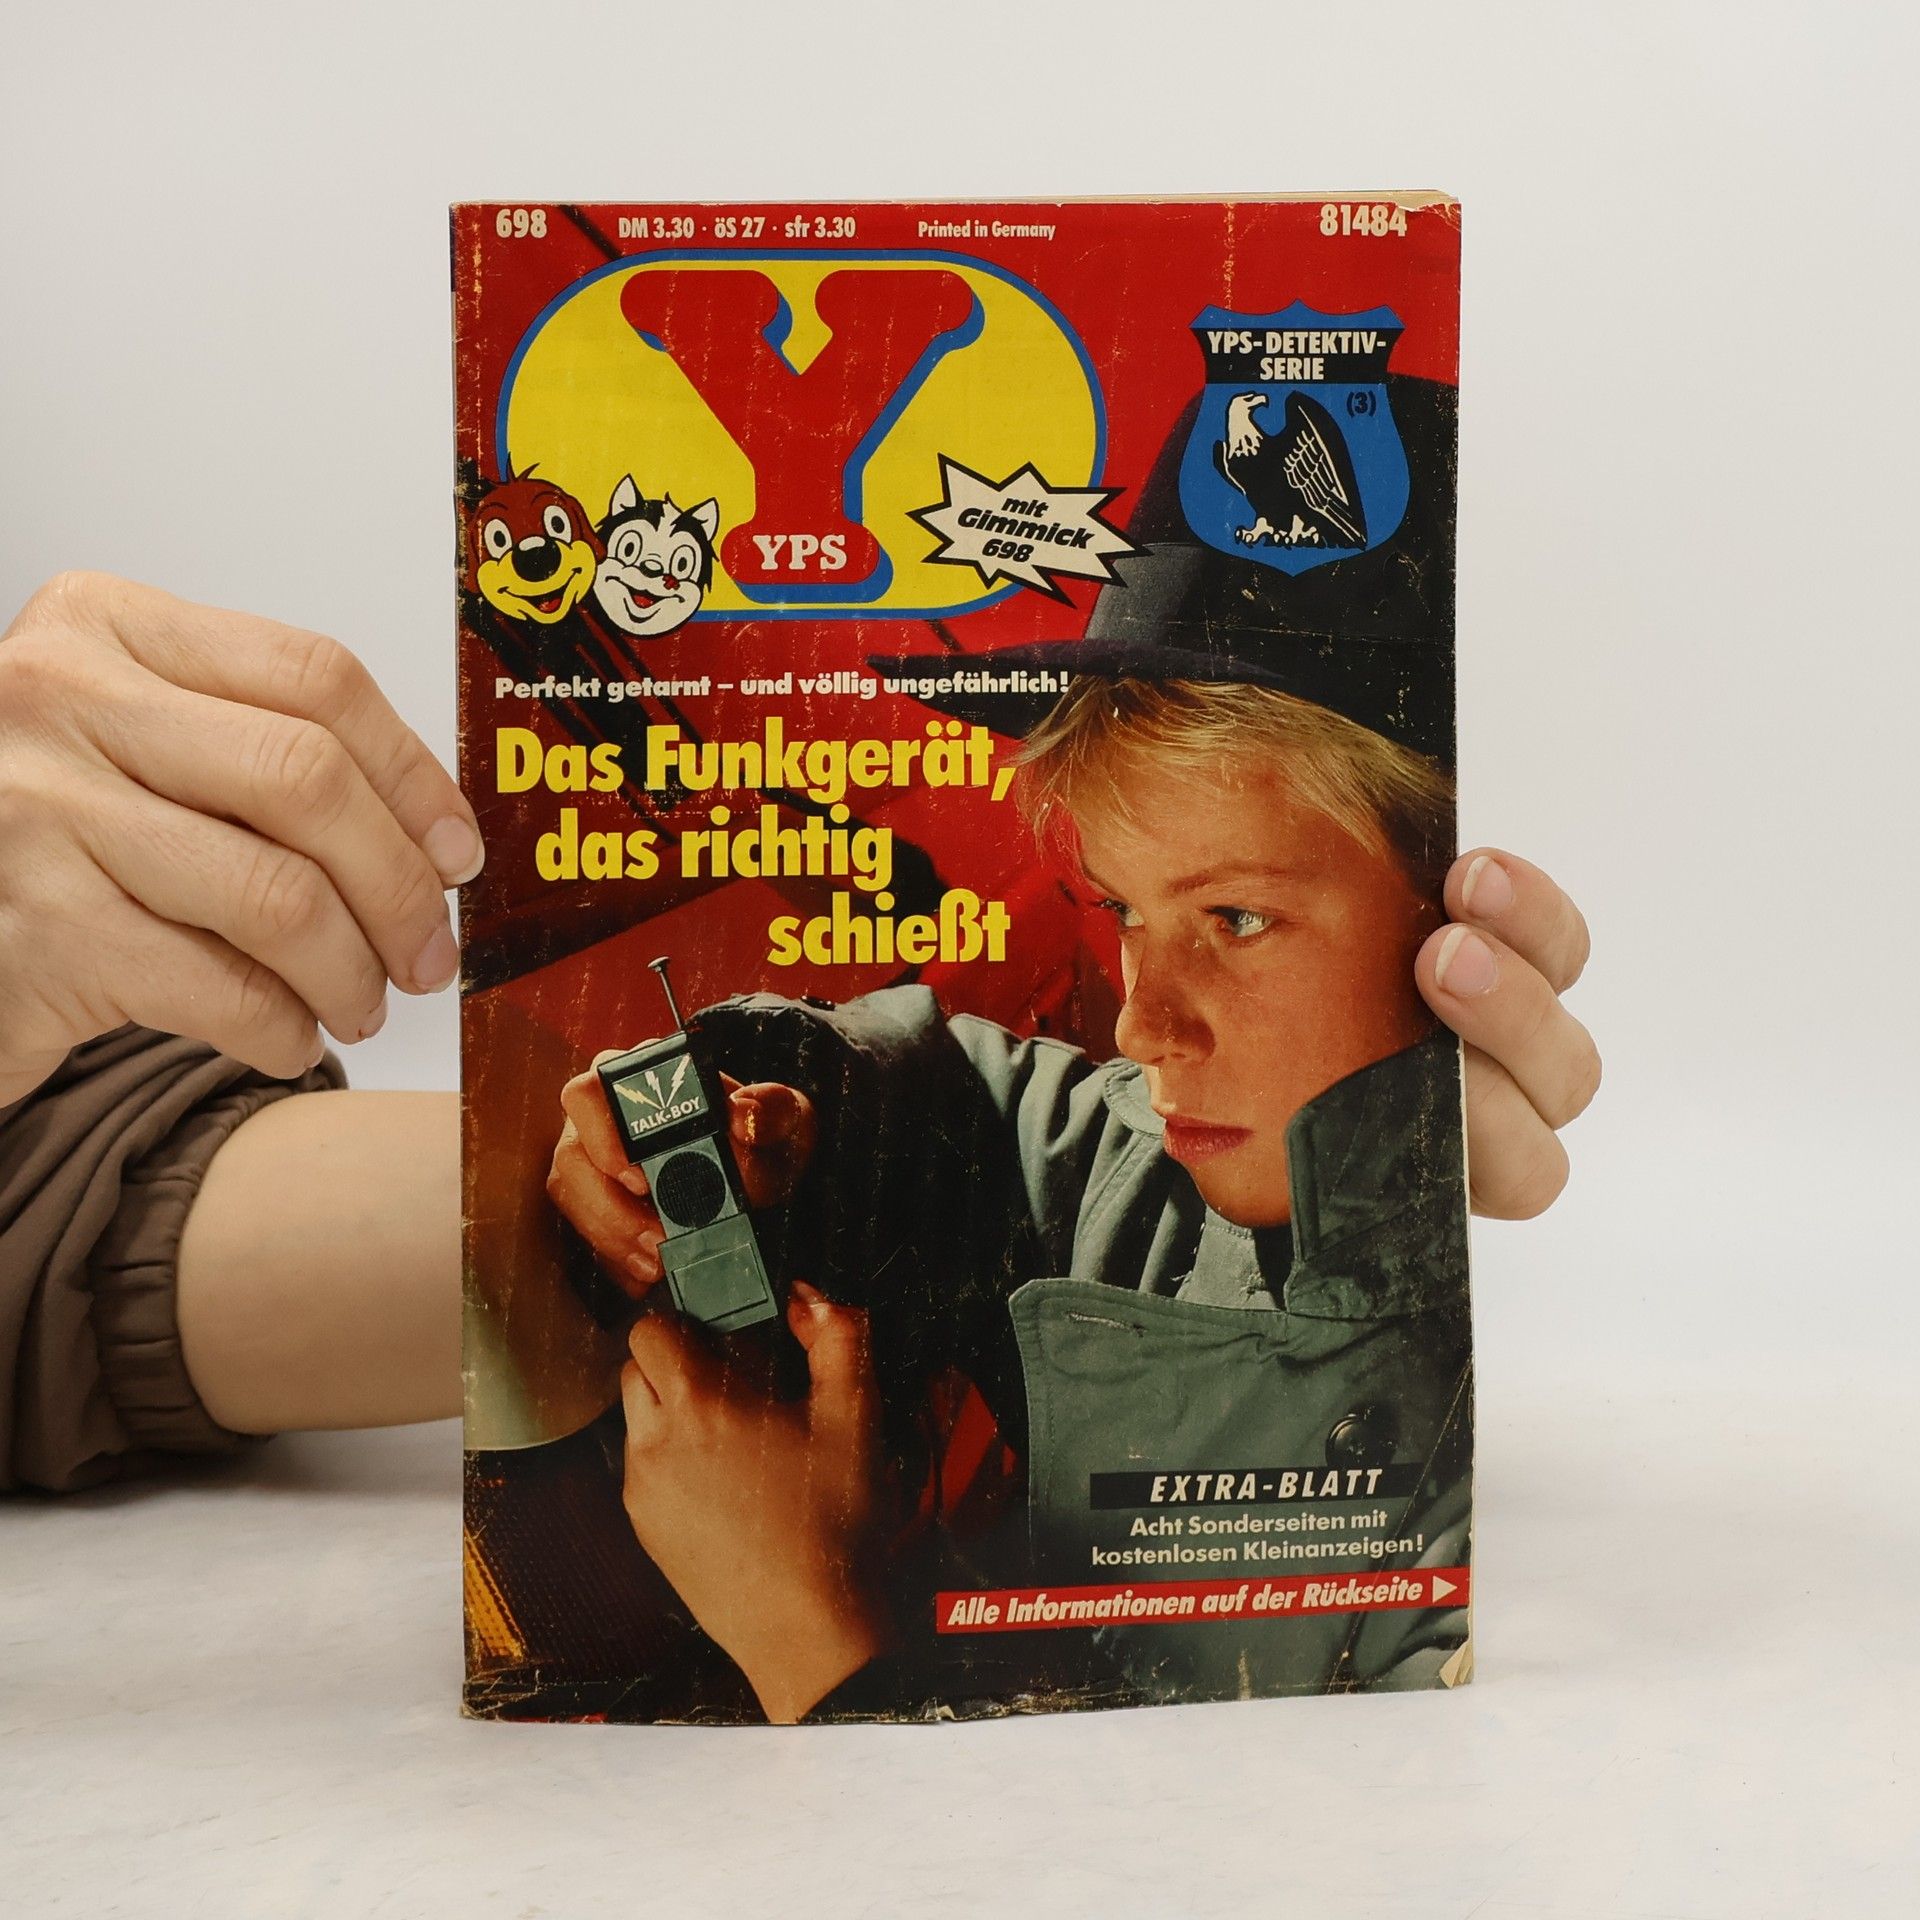 698 DM 3.30 · öS 27 · sfr 3.30 Printed in Germany 81484
YPS-DETEKTIV-
SERIE
(3)
mit
Gimmick
698
YPS
Perfekt getarnt – und völlig ungefährlich!
Das Funkgerät,
das richtig
schießt
TALK-BOY
EXTRA-BLATT
Acht Sonderseiten mit
kostenlosen Kleinanzeigen!
Alle Informationen auf der Rückseite